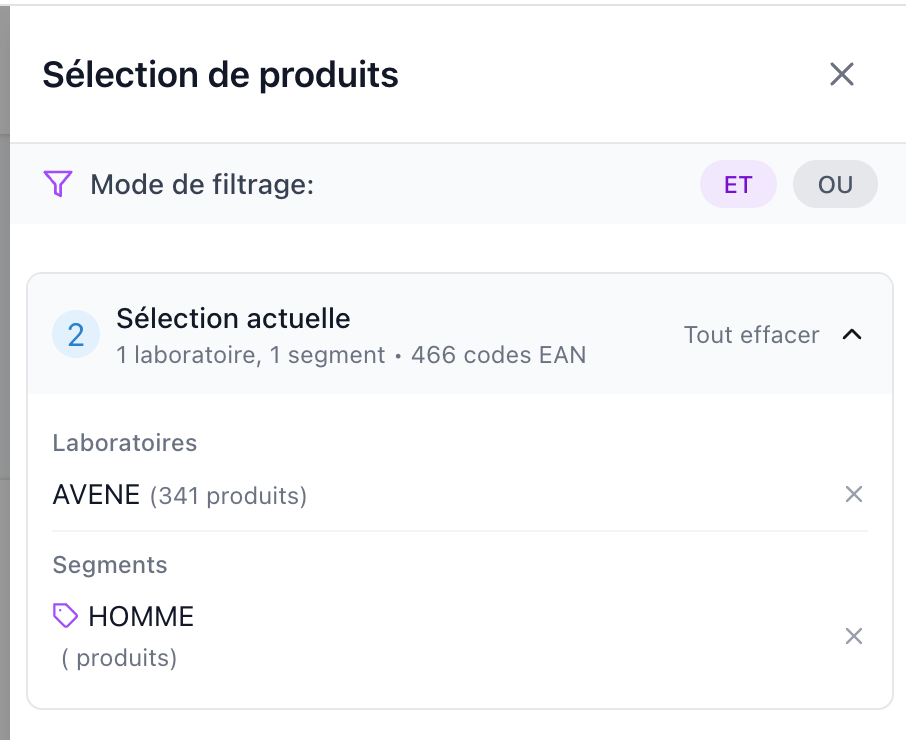 Sélection de produits
Mode de filtrage:
ET
OU
2
Sélection actuelle
1 laboratoire, 1 segment • 466 codes EAN
Tout effacer
Laboratoires
AVENE (341 produits)
Segments
HOMME
( produits)